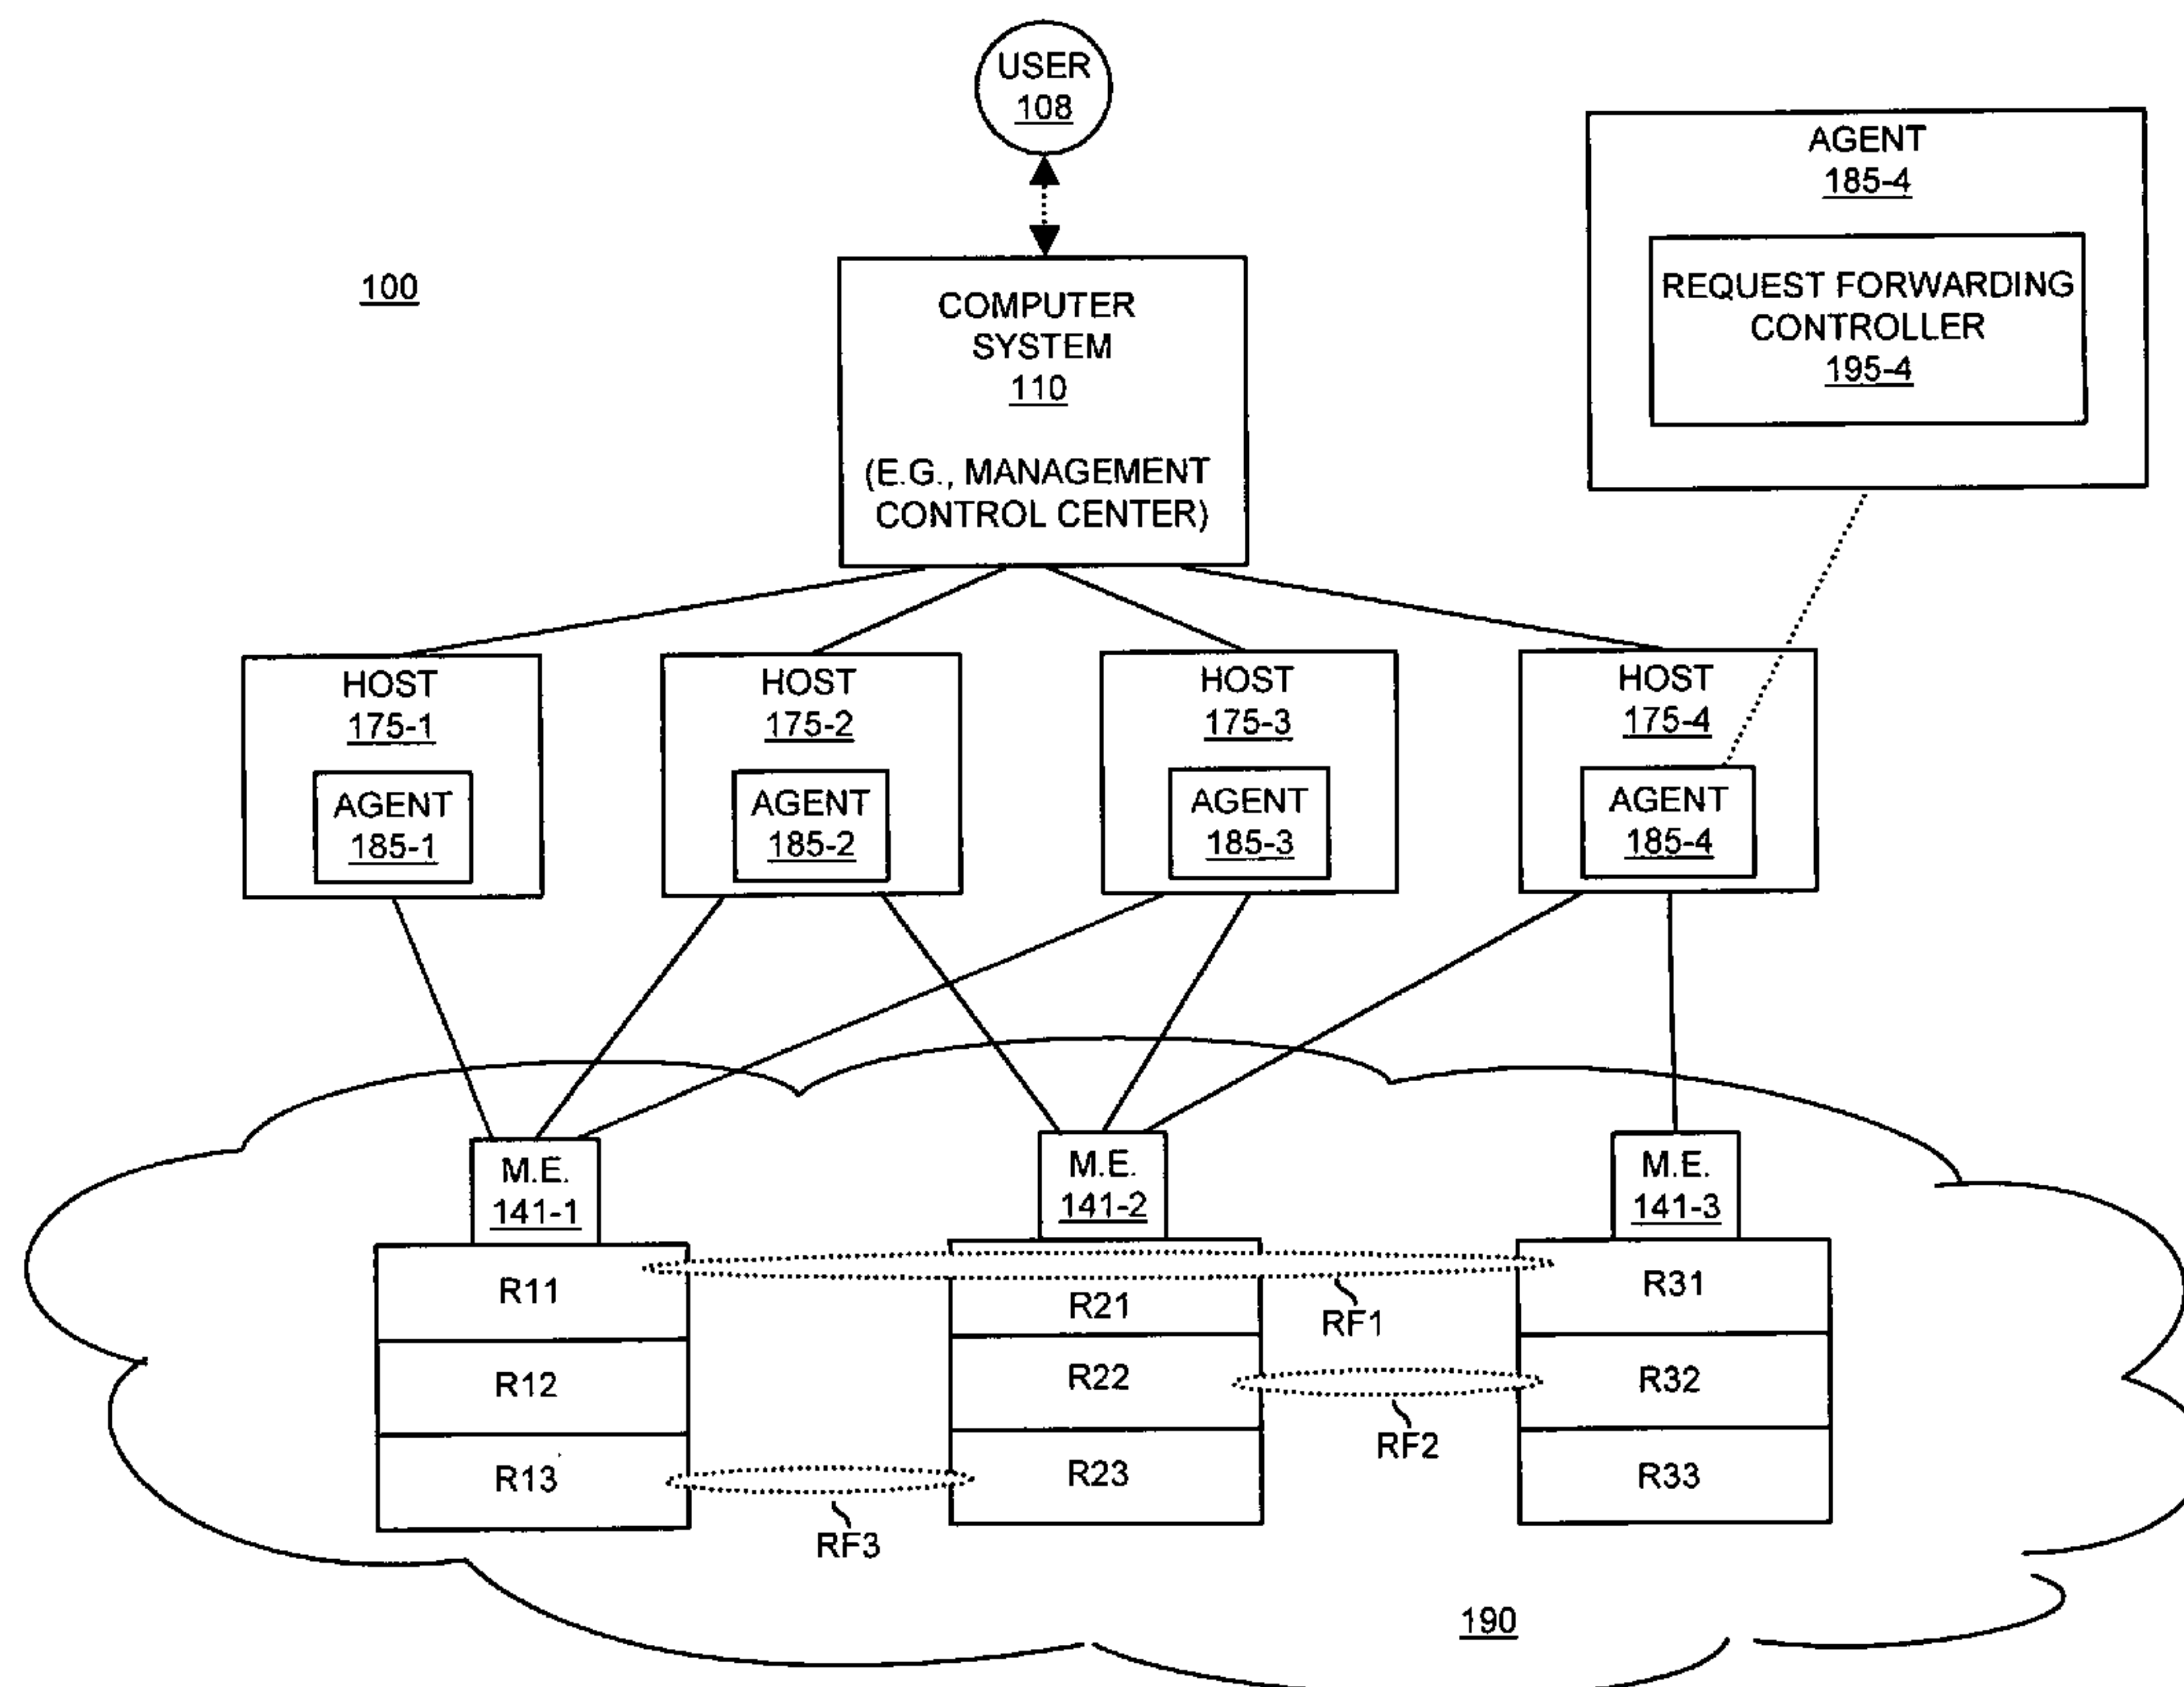 USER
108
AGENT
185-4
REQUEST FORWARDING
CONTROLLER
195-4
100
COMPUTER
SYSTEM
110
(E.G., MANAGEMENT
CONTROL CENTER)
HOST
175-1
AGENT
185-1
HOST
175-2
AGENT
185-2
HOST
175-3
AGENT
185-3
HOST
175-4
AGENT
185-4
M.E.
141-1
R11
R12
R13
M.E.
141-2
R21
R22
R23
M.E.
141-3
R31
R32
R33
RF1
RF2
RF3
190